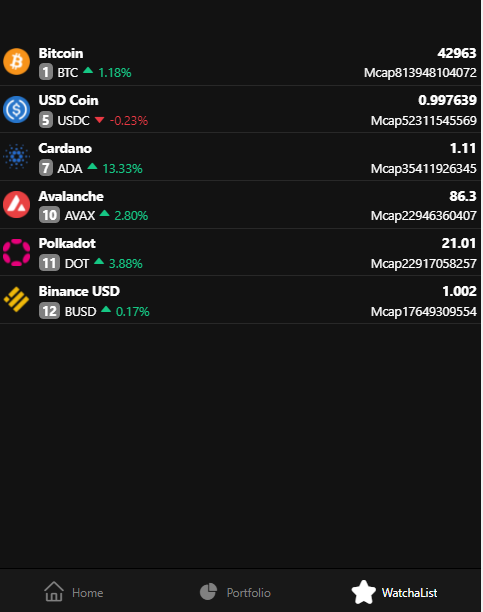 Bitcoin 42963
1 BTC 1.18% Mcap813948104072
USD Coin 0.997639
5 USDC -0.23% Mcap52311545569
Cardano 1.11
7 ADA 13.33% Mcap35411926345
Avalanche 86.3
10 AVAX 2.80% Mcap22946360407
Polkadot 21.01
11 DOT 3.88% Mcap22917058257
Binance USD 1.002
12 BUSD 0.17% Mcap17649309554
Home Portfolio WatchaList